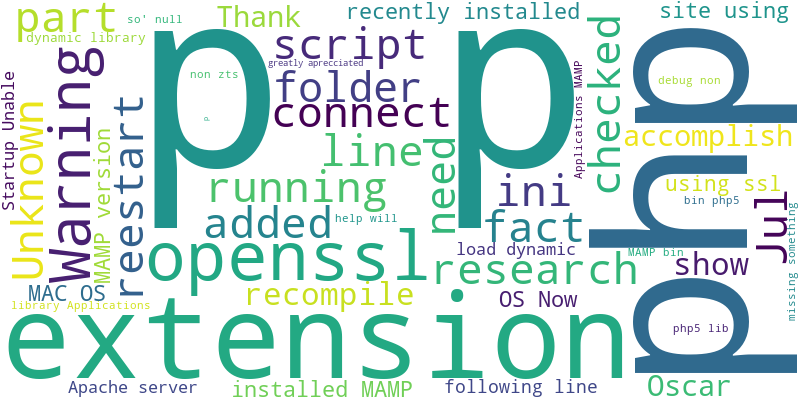 part
so' null
dynamic library
Thank
recently installed
site using
p p
script
greatly aprecciated
non zts
folder
connect
a.
Startup Unable
Unknown
Warning
MAMP version
reestart
line
running
need
added
help will
openssl
Applications MAMP
checked
php
debug non
accomplish
using ssl
bin php5
ini
fact
load dynamic
MAMP bin
Jul
missing something
research
show
MAC OS
library Applications
recompile
OS Now
extension
php5 lib
Apache server
installed MAMP
following line
Oscar